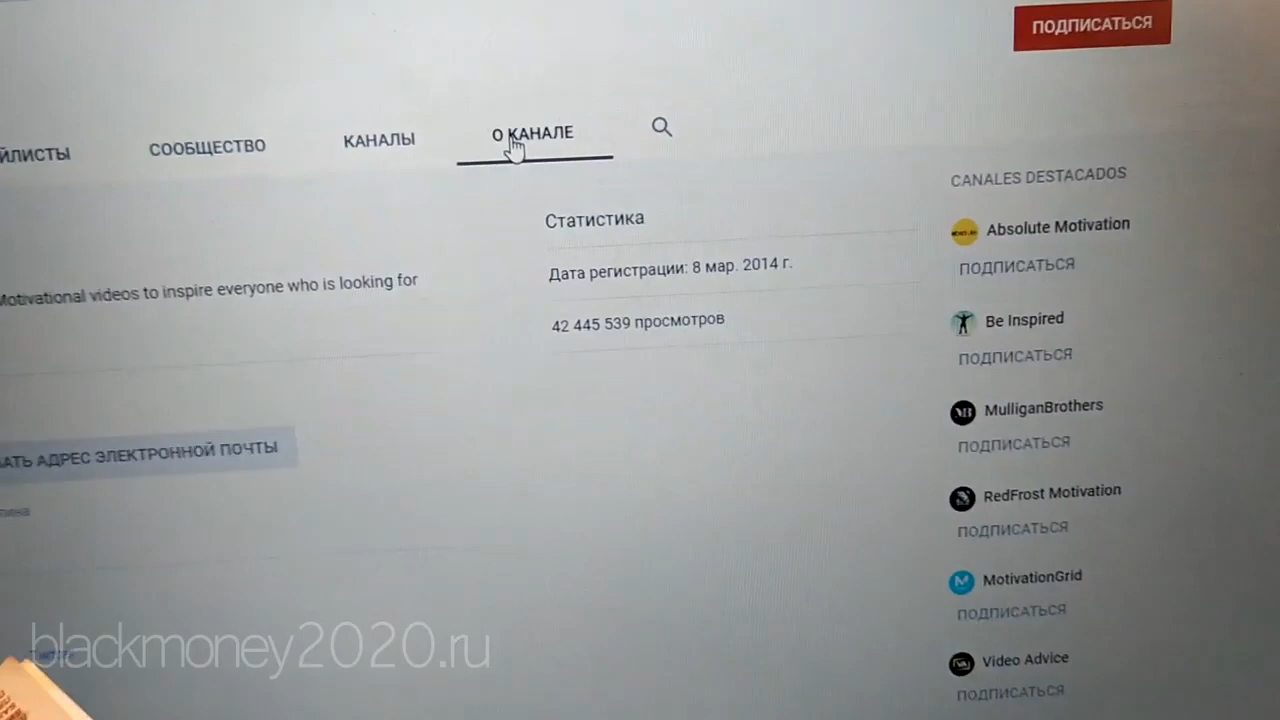 ПОДПИСАТЬСЯ
ЙЛИСТЫ СООБЩЕСТВО КАНАЛЫ О КАНАЛЕ
CANALES DESTACADOS
Статистика
Absolute Motivation
ПОДПИСАТЬСЯ
Дата регистрации: 8 мар. 2014 г.
Motivational videos to inspire everyone who is looking for
42 445 539 просмотров
Be Inspired
ПОДПИСАТЬСЯ
MulliganBrothers
ПОДПИСАТЬСЯ
АТЬ АДРЕС ЭЛЕКТРОННОЙ ПОЧТЫ
RedFrost Motivation
ПОДПИСАТЬСЯ
MotivationGrid
ПОДПИСАТЬСЯ
blackmoney2020.ru
Video Advice
ПОДПИСАТЬСЯ